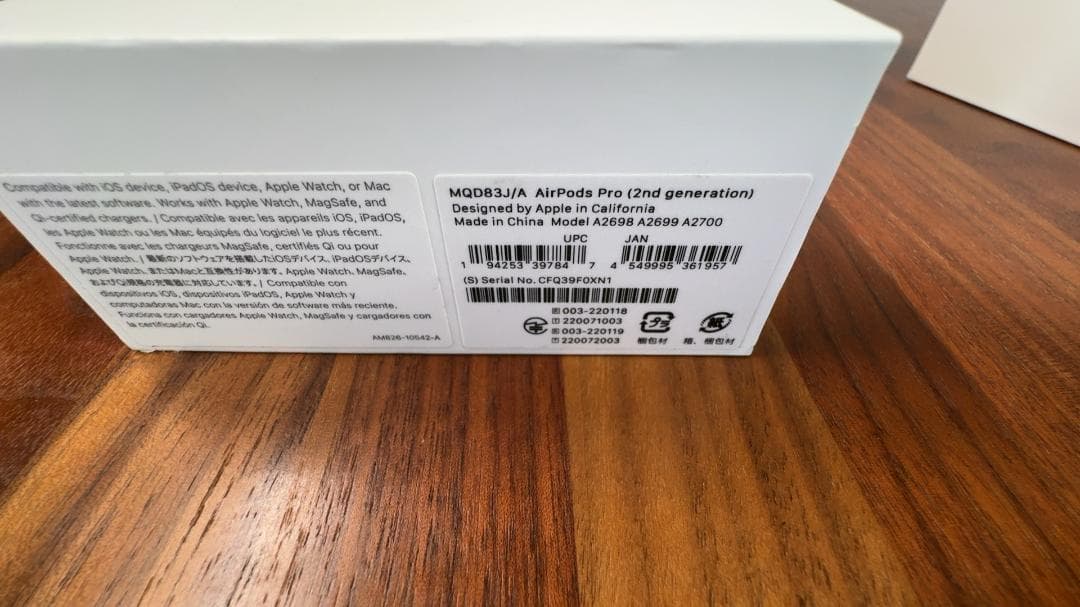 Compatible with iOS device, iPadOS device, Apple Watch, or Mac
with the latest software. Works with Apple Watch, MagSafe, and
Qi-certified chargers. / Compatible avec les appareils iOS, iPadOS,
les Apple Watch ou les Mac équipés du logiciel le plus récent.
Fonctionne avec les chargeurs MagSafe, certifiés Qi ou pour
Apple Watch. / 最新のソフトウェアを搭載したiOSデバイス、iPadOSデバイス、
Apple Watch、またはMacと互換性があります。Apple Watch、MagSafe、
およびQi規格の充電器に対応しています。/ Compatible con
dispositivos iOS, dispositivos iPadOS, Apple Watch y
computadoras Mac con la versión de software más reciente.
Funciona con cargadores Apple Watch, MagSafe y cargadores con
la certificación Qi.
AM826-10542-A
MQD83J/A AirPods Pro (2nd generation)
Designed by Apple in California
Made in China Model A2698 A2699 A2700
UPC JAN
1 94253 39784 7 4 549995 361957
(S) Serial No. CFQ39F0XN1
003-220118
T 220071003
003-220119
T 220072003
プラ 紙
梱包材 箱、梱包材